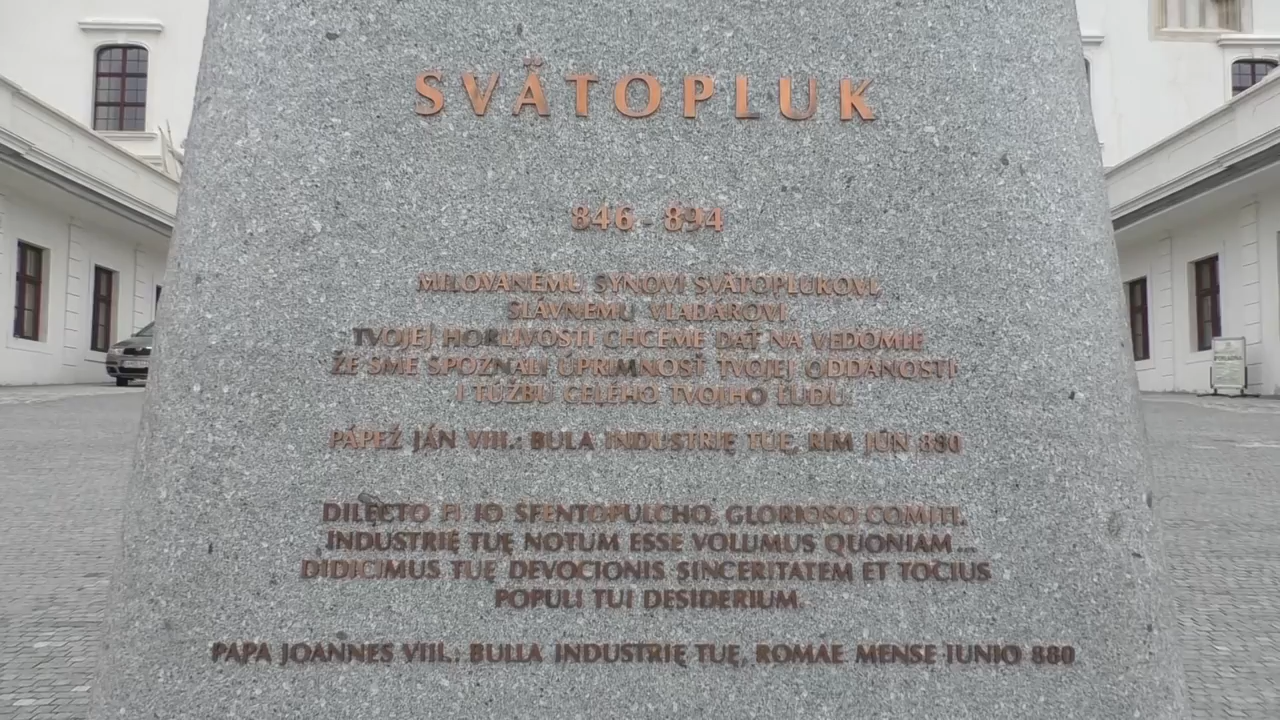 SVÄTOPLUK
846 - 894
MILOVANÉMU SYNOVI SVÄTOPLUKOVI,
SLÁVNEMU VLADÁROVI.
TVOJEJ HORLIVOSTI CHCEME DAŤ NA VEDOMIE
ŽE SME SPOZNALI ÚPRIMNOSŤ TVOJEJ ODDANOSTI
I TÚŽBU CELÉHO TVOJHO ĽUDU.
PÁPEŽ JÁN VIII.: BULA INDUSTRIĘ TUĘ, RÍM JÚN 880
DILĘCTO FI IO SFENTOPULCHO, GLORIOSO COMITI.
INDUSTRIĘ TUĘ NOTUM ESSE VOLUMUS QUONIAM...
DIDICIMUS TUĘ DEVOCIONIS SINCERITATEM ET TOCIUS
POPULI TUI DESIDERIUM.
PAPA JOANNES VIII.: BULLA INDUSTRIĘ TUĘ, ROMAE MENSE IUNIO 880